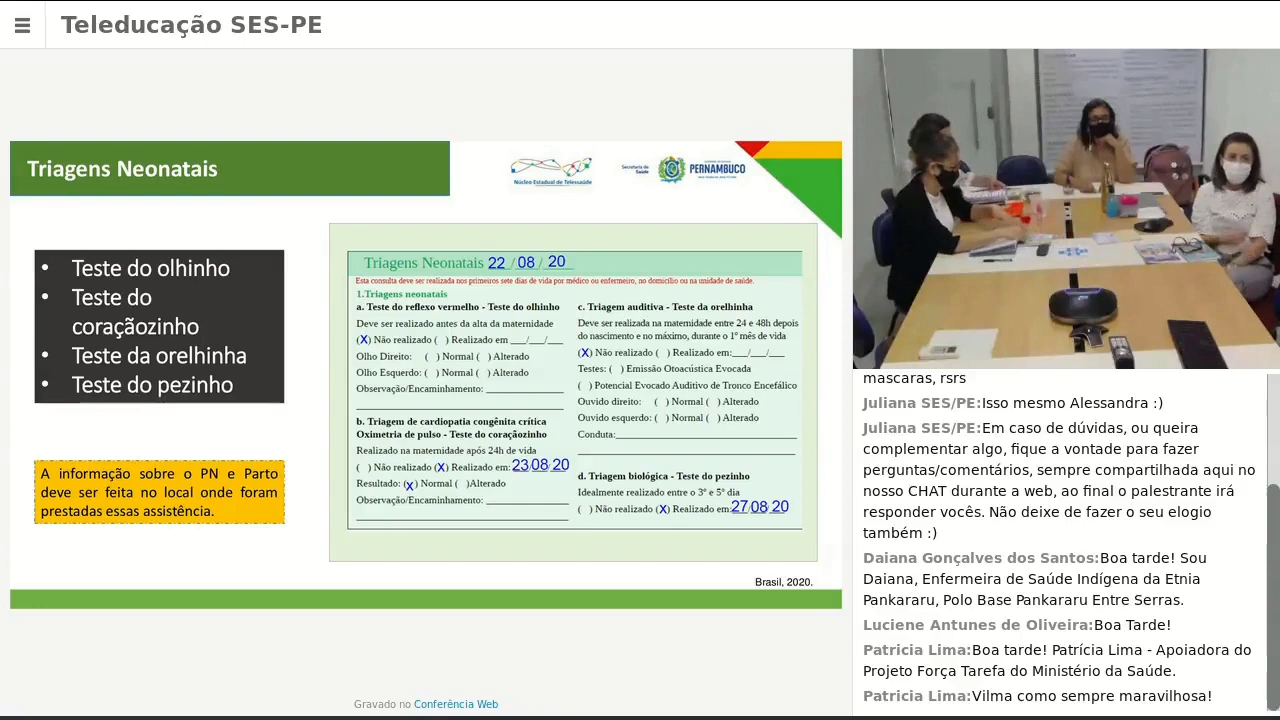 Teleducação SES-PE
Triagens Neonatais
Núcleo Estadual de Telessaúde
Secretaria de
Saúde
PERNAMBUCO
• Teste do olhinho
• Teste do
coraçãozinho
• Teste da orelhinha
• Teste do pezinho
A informação sobre o PN e Parto
deve ser feita no local onde foram
prestadas essas assistência.
Triagens Neonatais 22 / 08 / 20
Esta consulta deve ser realizada nos primeiros sete dias de vida por médico ou enfermeiro, no domicílio ou na unidade de saúde.
1.Triagens neonatais
a. Teste do reflexo vermelho - Teste do olhinho
Deve ser realizado antes da alta da maternidade
(X) Não realizado ( ) Realizado em ___/___/___
Olho Direito: ( ) Normal ( ) Alterado
Olho Esquerdo: ( ) Normal ( ) Alterado
Observação/Encaminhamento: _______________
b. Triagem de cardiopatia congênita crítica
Oximetria de pulso - Teste do coraçãozinho
Realizado na maternidade após 24h de vida
( ) Não realizado (X) Realizado em: 23/08/20
Resultado: (X) Normal ( )Alterado
Observação/Encaminhamento: _______________
c. Triagem auditiva - Teste da orelhinha
Deve ser realizada na maternidade entre 24 e 48h depois
do nascimento e no máximo, durante o 1º mês de vida
(X) Não realizado ( ) Realizado em:___/___/___
Testes: ( ) Emissão Otoacústica Evocada
( ) Potencial Evocado Auditivo de Tronco Encefálico
Ouvido direito: ( ) Normal ( ) Alterado
Ouvido esquerdo: ( ) Normal ( ) Alterado
Conduta:_______________
d. Triagem biológica - Teste do pezinho
Idealmente realizado entre o 3º e 5º dia
( ) Não realizado (X) Realizado em: 27/08/20
Brasil, 2020.
Gravado no Conferência Web
mascaras, rsrs
Juliana SES/PE:Isso mesmo Alessandra :)
Juliana SES/PE:Em caso de dúvidas, ou queira
complementar algo, fique a vontade para fazer
perguntas/comentários, sempre compartilhada aqui no
nosso CHAT durante a web, ao final o palestrante irá
responder vocês. Não deixe de fazer o seu elogio
também :)
Daiana Gonçalves dos Santos:Boa tarde! Sou
Daiana, Enfermeira de Saúde Indígena da Etnia
Pankararu, Polo Base Pankararu Entre Serras.
Luciene Antunes de Oliveira:Boa Tarde!
Patricia Lima:Boa tarde! Patrícia Lima - Apoiadora do
Projeto Força Tarefa do Ministério da Saúde.
Patricia Lima:Vilma como sempre maravilhosa!